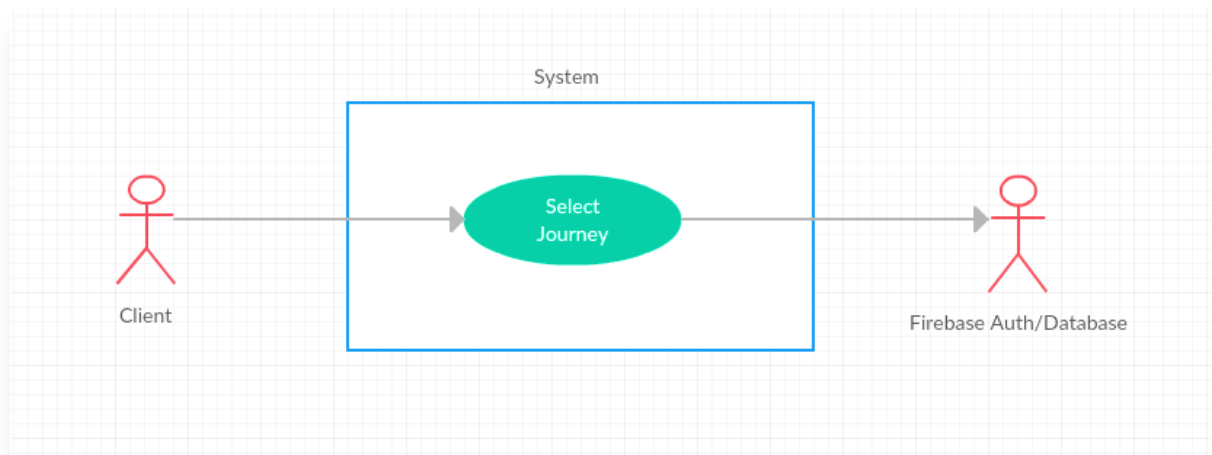 System
Select
Journey
Client
Firebase Auth/Database